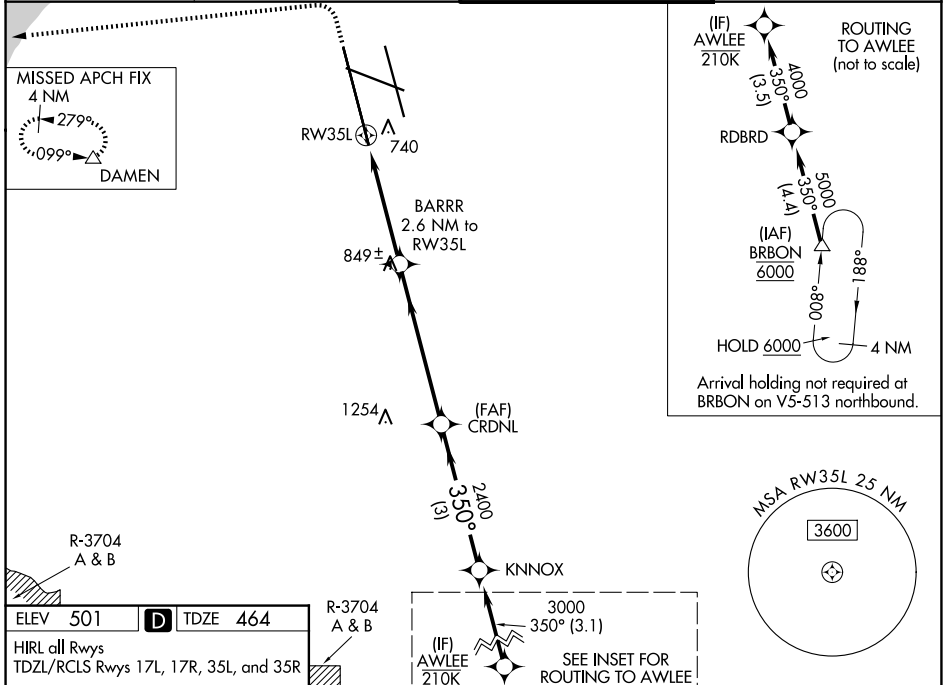 MISSED APCH FIX
4 NM
279°
099°
DAMEN
RW35L
740
BARRR
2.6 NM to
RW35L
849±
1254
(FAF)
CRDNL
2400
350°
(3)
KNNOX
3000
350° (3.1)
(IF)
AWLEE
210K
SEE INSET FOR
ROUTING TO AWLEE
R-3704
A & B
R-3704
A & B
ELEV 501
D
TDZE 464
HIRL all Rwys
TDZL/RCLS Rwys 17L, 17R, 35L, and 35R
(IF)
AWLEE
210K
ROUTING
TO AWLEE
(not to scale)
4000
350°
(3.5)
RDBRD
5000
350°
(4.4)
(IAF)
BRBON
6000
008°
188°
HOLD 6000
4 NM
Arrival holding not required at
BRBON on V5-513 northbound.
MSA RW35L 25 NM
3600